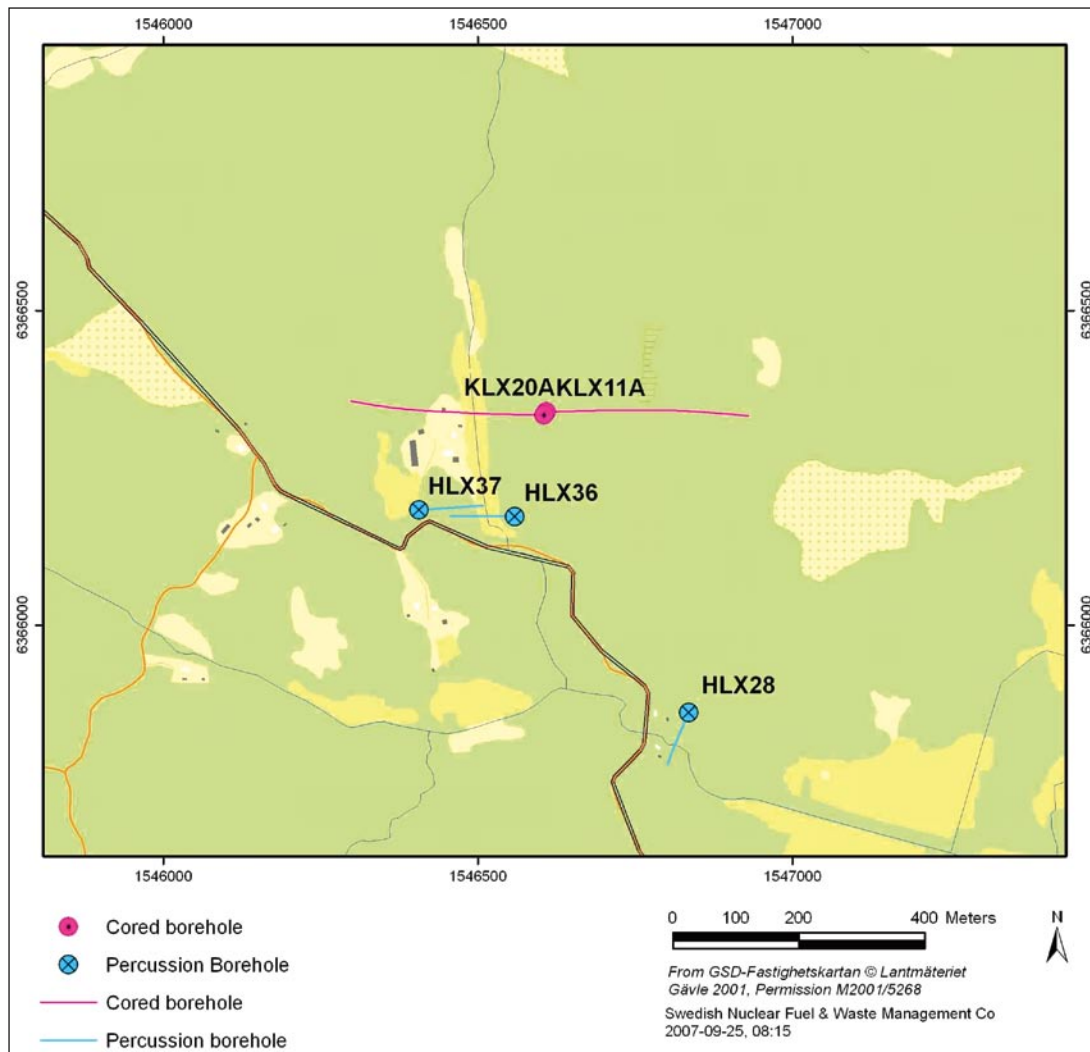 1546000 1546500 1547000
6366500 6366500
KLX20AKLX11A
HLX37 HLX36
6366000 6366000
HLX28
1546000 1546500 1547000
Cored borehole
Percussion Borehole
Cored borehole
Percussion borehole
0 100 200 400 Meters
N
From GSD-Fastighetskartan © Lantmäteriet
Gävle 2001, Permission M2001/5268
Swedish Nuclear Fuel & Waste Management Co
2007-09-25, 08:15